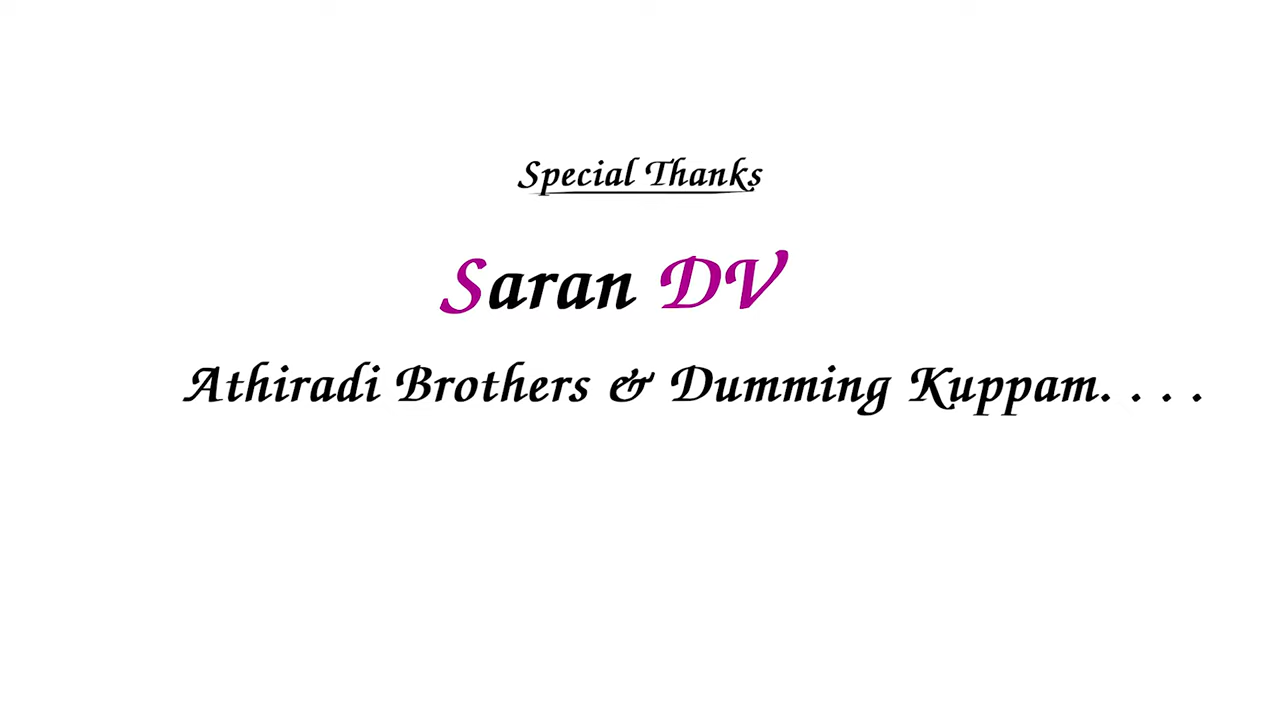 Special Thanks
Saran DV
Athiradi Brothers & Dumming Kuppam. . . .